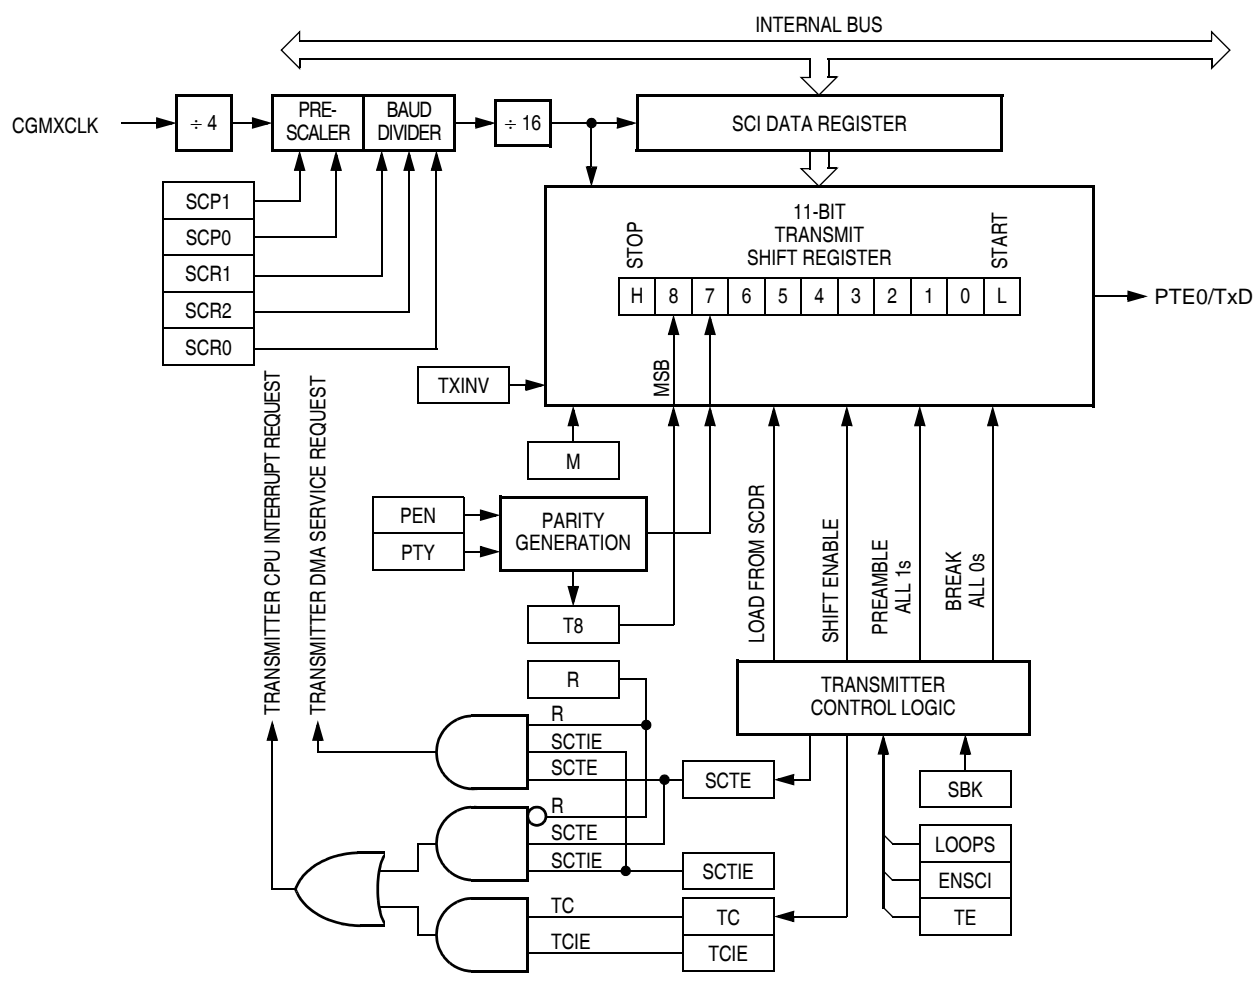 INTERNAL BUS
CGMXCLK
÷ 4
PRE-
SCALER
BAUD
DIVIDER
÷ 16
SCI DATA REGISTER
SCP1
SCP0
SCR1
SCR2
SCR0
11-BIT
TRANSMIT
SHIFT REGISTER
STOP
START
H 8 7 6 5 4 3 2 1 0 L
PTE0/TxD
TXINV
MSB
M
PEN
PTY
PARITY
GENERATION
T8
R
TRANSMITTER CPU INTERRUPT REQUEST
TRANSMITTER DMA SERVICE REQUEST
LOAD FROM SCDR
SHIFT ENABLE
PREAMBLE
ALL 1s
BREAK
ALL 0s
TRANSMITTER
CONTROL LOGIC
R
SCTIE
SCTE
SCTE
SBK
R
SCTE
SCTIE
SCTIE
LOOPS
ENSCI
TE
TC
TC
TCIE
TCIE